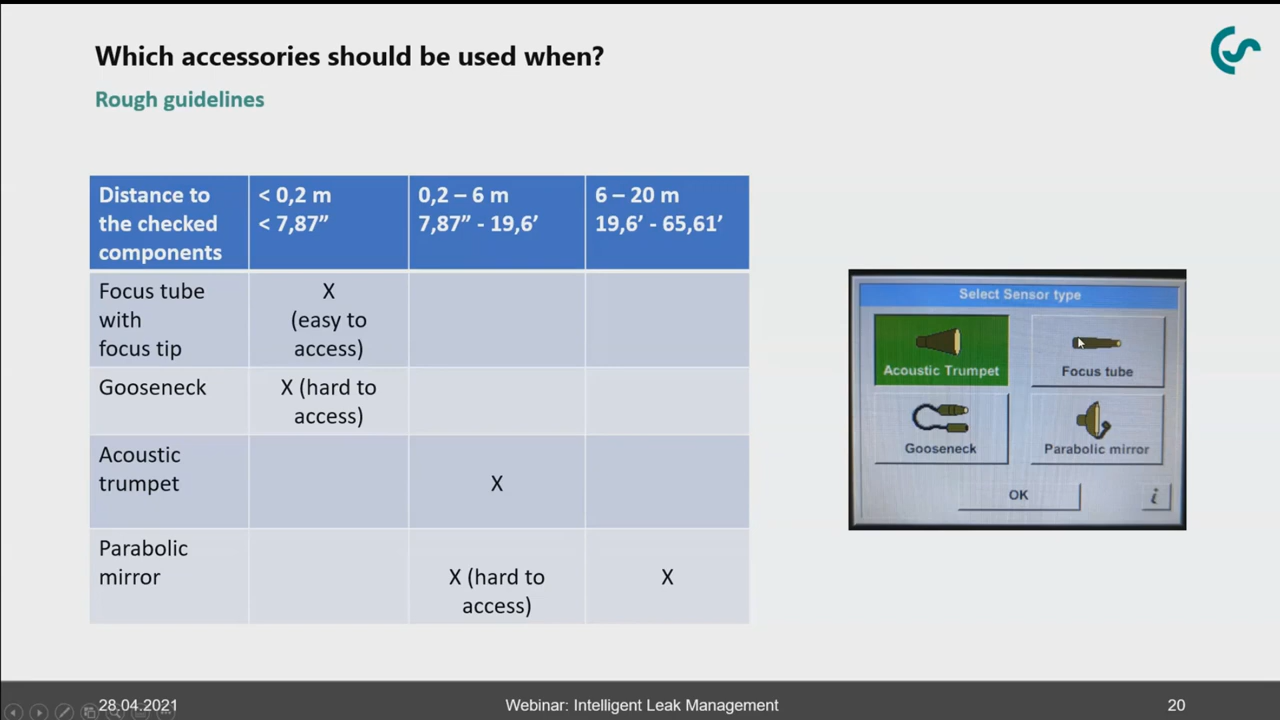 Which accessories should be used when?
Rough guidelines
Distance to
the checked
components
< 0,2 m
< 7,87”
0,2 – 6 m
7,87” - 19,6’
6 – 20 m
19,6’ - 65,61’
Focus tube
with
focus tip
X
(easy to
access)
Gooseneck
X (hard to
access)
Acoustic
trumpet
X
Parabolic
mirror
X (hard to
access)
X
Select Sensor type
Acoustic Trumpet
Focus tube
Gooseneck
Parabolic mirror
OK
i
28.04.2021
Webinar: Intelligent Leak Management
20